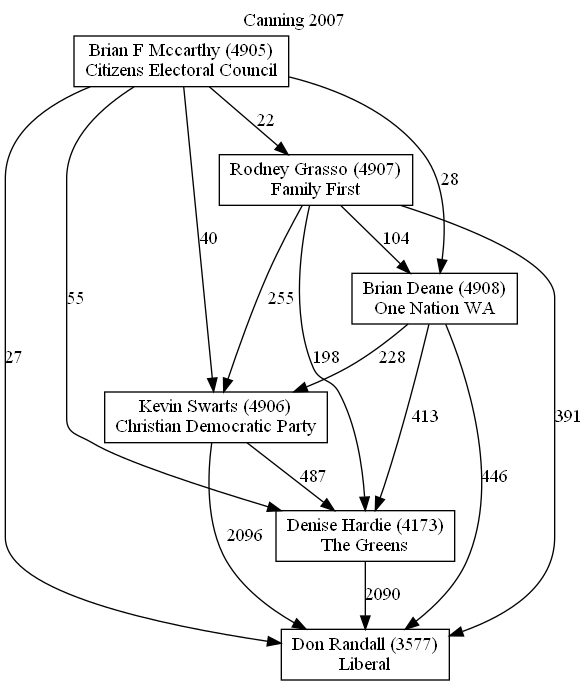 Canning 2007
Brian F Mccarthy (4905)
Citizens Electoral Council
22
Rodney Grasso (4907)
Family First
28
40
104
Brian Deane (4908)
One Nation WA
55
255
27
198
228
Kevin Swarts (4906)
Christian Democratic Party
413
391
487
446
Denise Hardie (4173)
The Greens
2096
2090
Don Randall (3577)
Liberal